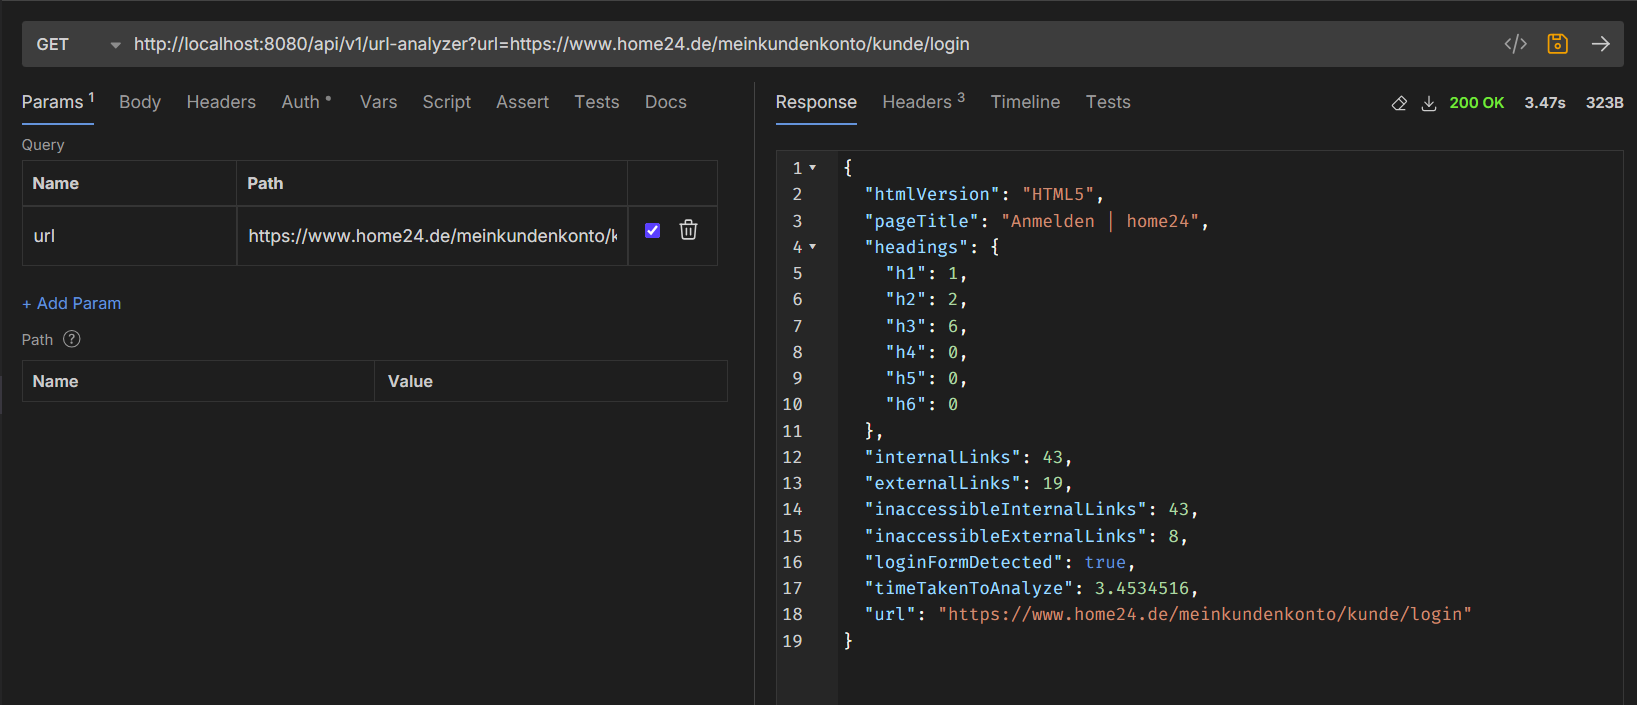 GET http://localhost:8080/api/v1/url-analyzer?url=https://www.home24.de/meinkundenkonto/kunde/login </>
Params 1 Body Headers Auth • Vars Script Assert Tests Docs
Query
Name Path
url https://www.home24.de/meinkundenkonto/k
+ Add Param
Path ?
Name Value
Response Headers 3 Timeline Tests 200 OK 3.47s 323B
1 {
2 "htmlVersion": "HTML5",
3 "pageTitle": "Anmelden | home24",
4 "headings": {
5 "h1": 1,
6 "h2": 2,
7 "h3": 6,
8 "h4": 0,
9 "h5": 0,
10 "h6": 0
11 },
12 "internalLinks": 43,
13 "externalLinks": 19,
14 "inaccessibleInternalLinks": 43,
15 "inaccessibleExternalLinks": 8,
16 "loginFormDetected": true,
17 "timeTakenToAnalyze": 3.4534516,
18 "url": "https://www.home24.de/meinkundenkonto/kunde/login"
19 }